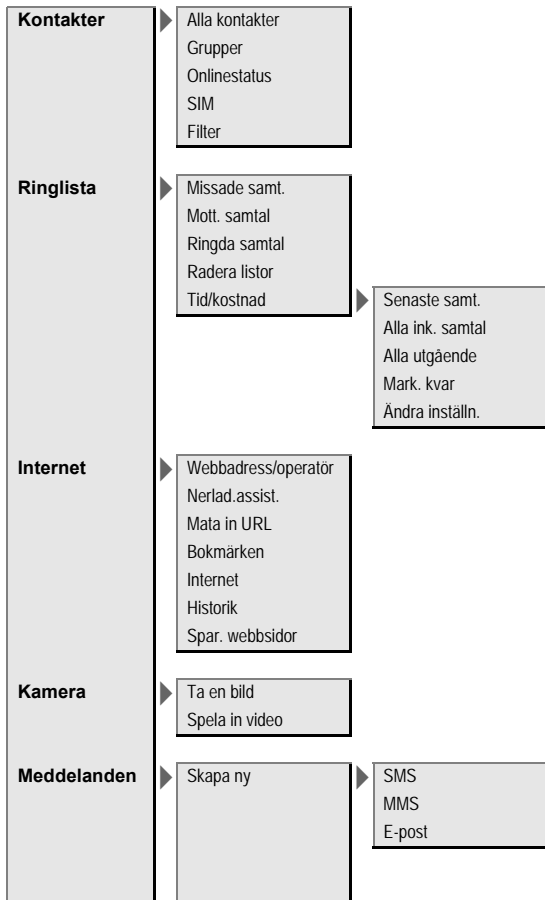 Kontakter
Alla kontakter
Grupper
Onlinestatus
SIM
Filter
Ringlista
Missade samt.
Mott. samtal
Ringda samtal
Radera listor
Tid/kostnad
Senaste samt.
Alla ink. samtal
Alla utgående
Mark. kvar
Ändra inställn.
Internet
Webbadress/operatör
Nerlad.assist.
Mata in URL
Bokmärken
Internet
Historik
Spar. webbsidor
Kamera
Ta en bild
Spela in video
Meddelanden
Skapa ny
SMS
MMS
E-post